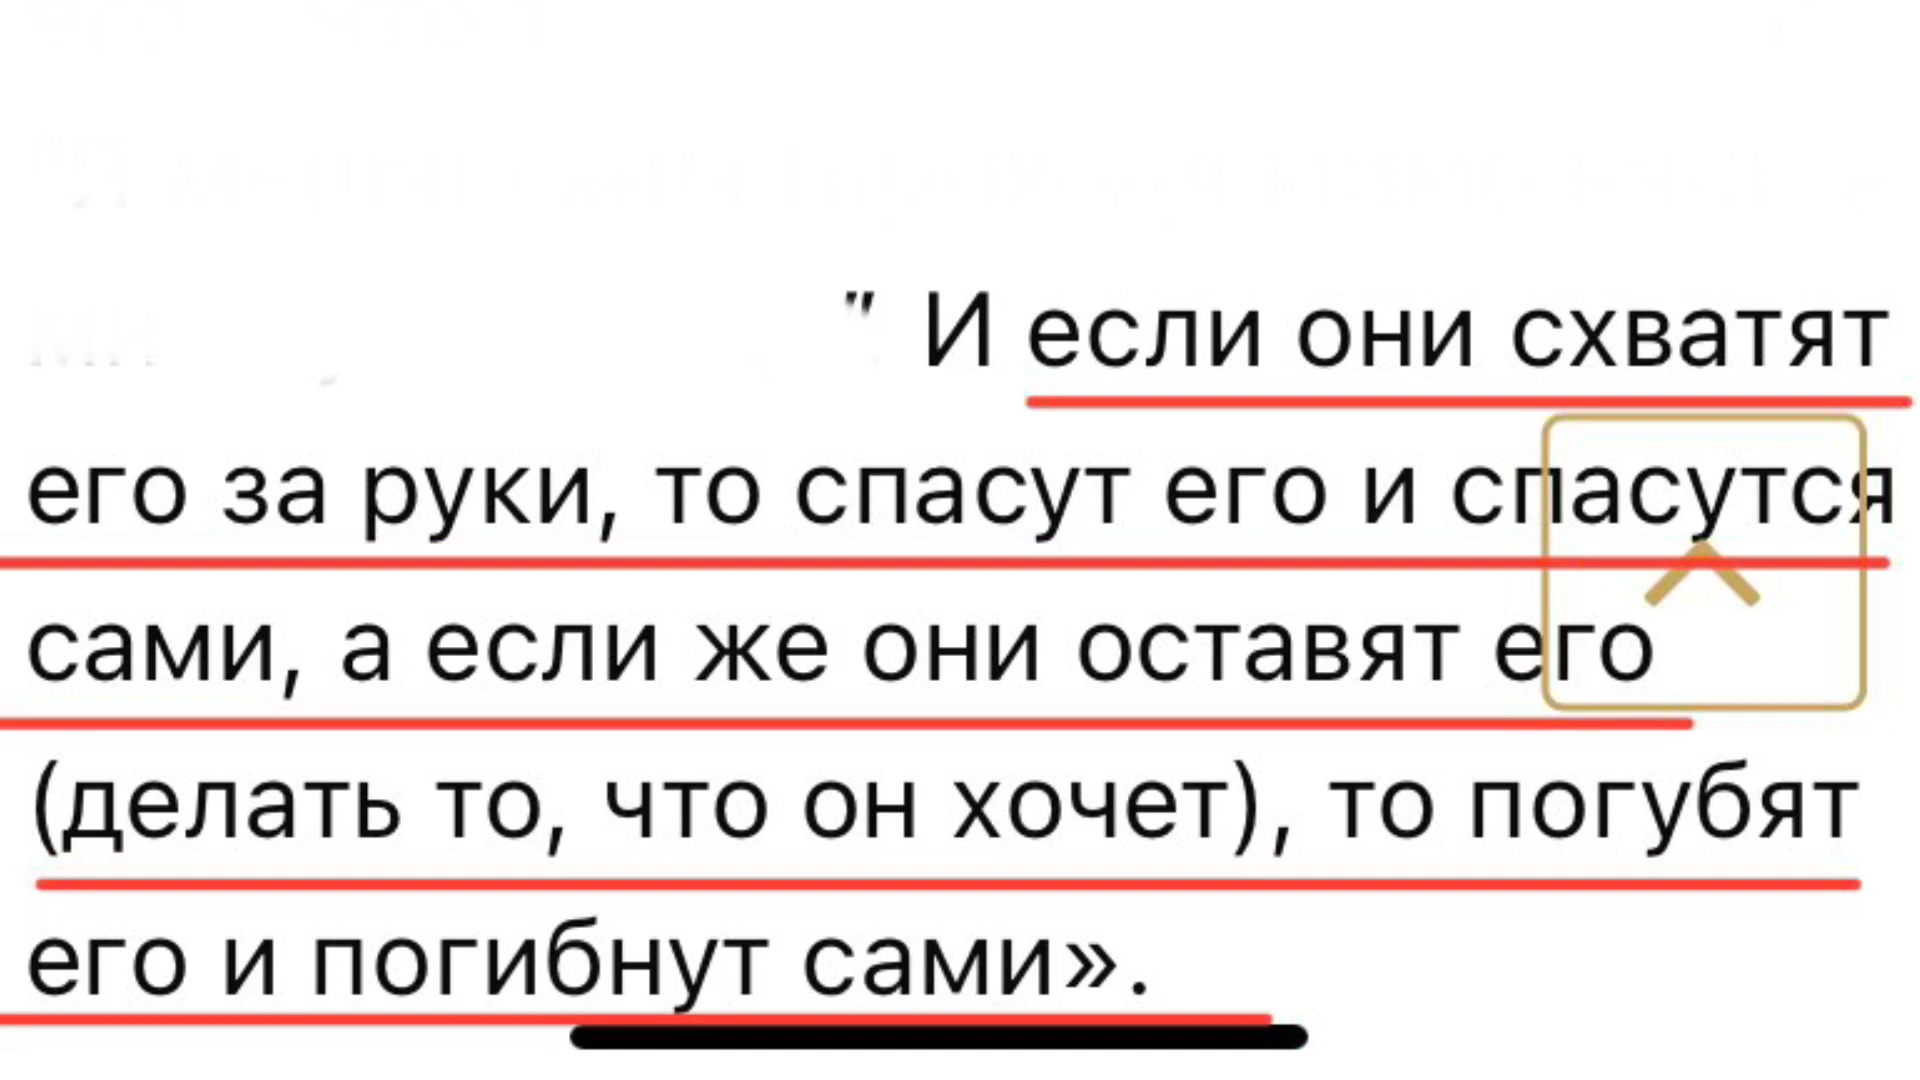 " И если они схватят
его за руки, то спасут его и спасутся
сами, а если же они оставят его
(делать то, что он хочет), то погубят
его и погибнут сами».